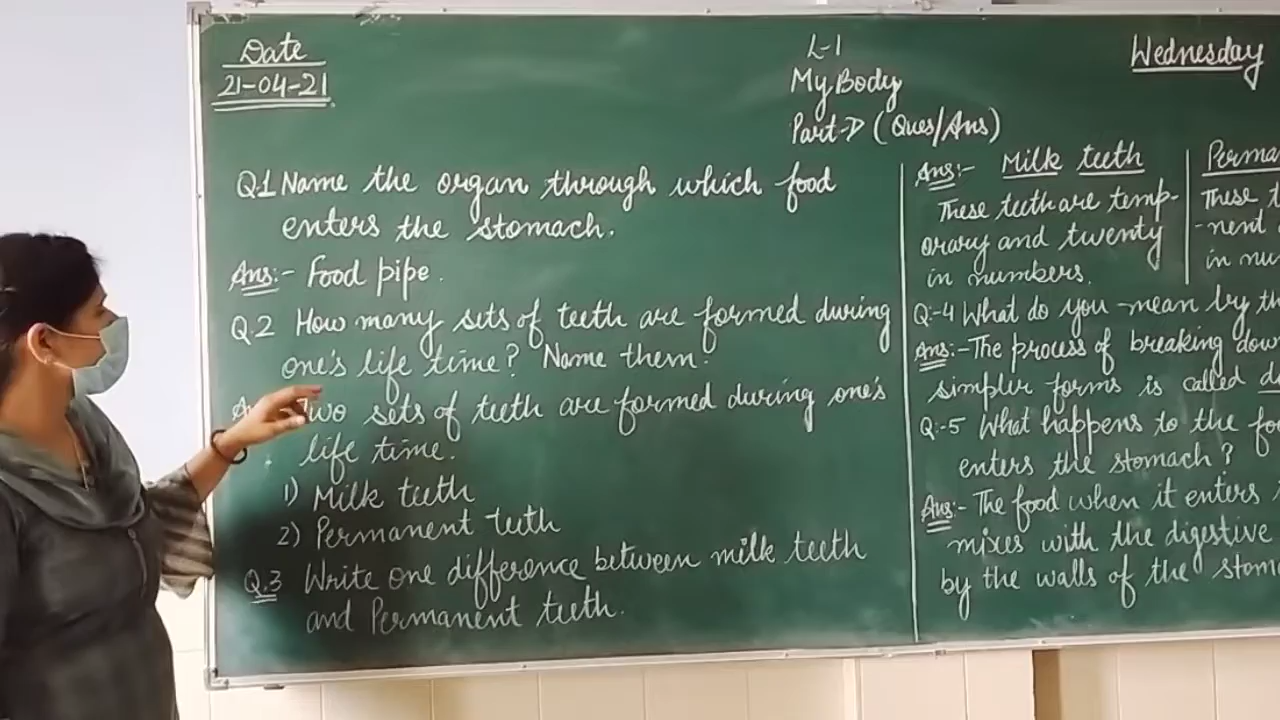 Date
21-04-21
L-1
My Body
Part-D (Ques/Ans)
Wednesday
Q.1 Name the organ through which food
enters the stomach.
Ans:- Food pipe.
Q.2 How many sets of teeth are formed during
one's life time? Name them.
Two sets of teeth are formed during one's
life time.
1) Milk teeth
2) Permanent teeth
Q.3 Write one difference between milk teeth
and Permanent teeth.
Ans:- Milk teeth
These teeth are temp-
orary and twenty
in numbers.
These
-nent
in
Q:-4 What do you mean by
Ans:- The process of breaking down
simpler forms is called
Q:-5 What happens to the
enters the stomach?
Ans:- The food when it enters
mixes with the digestive
by the walls of the